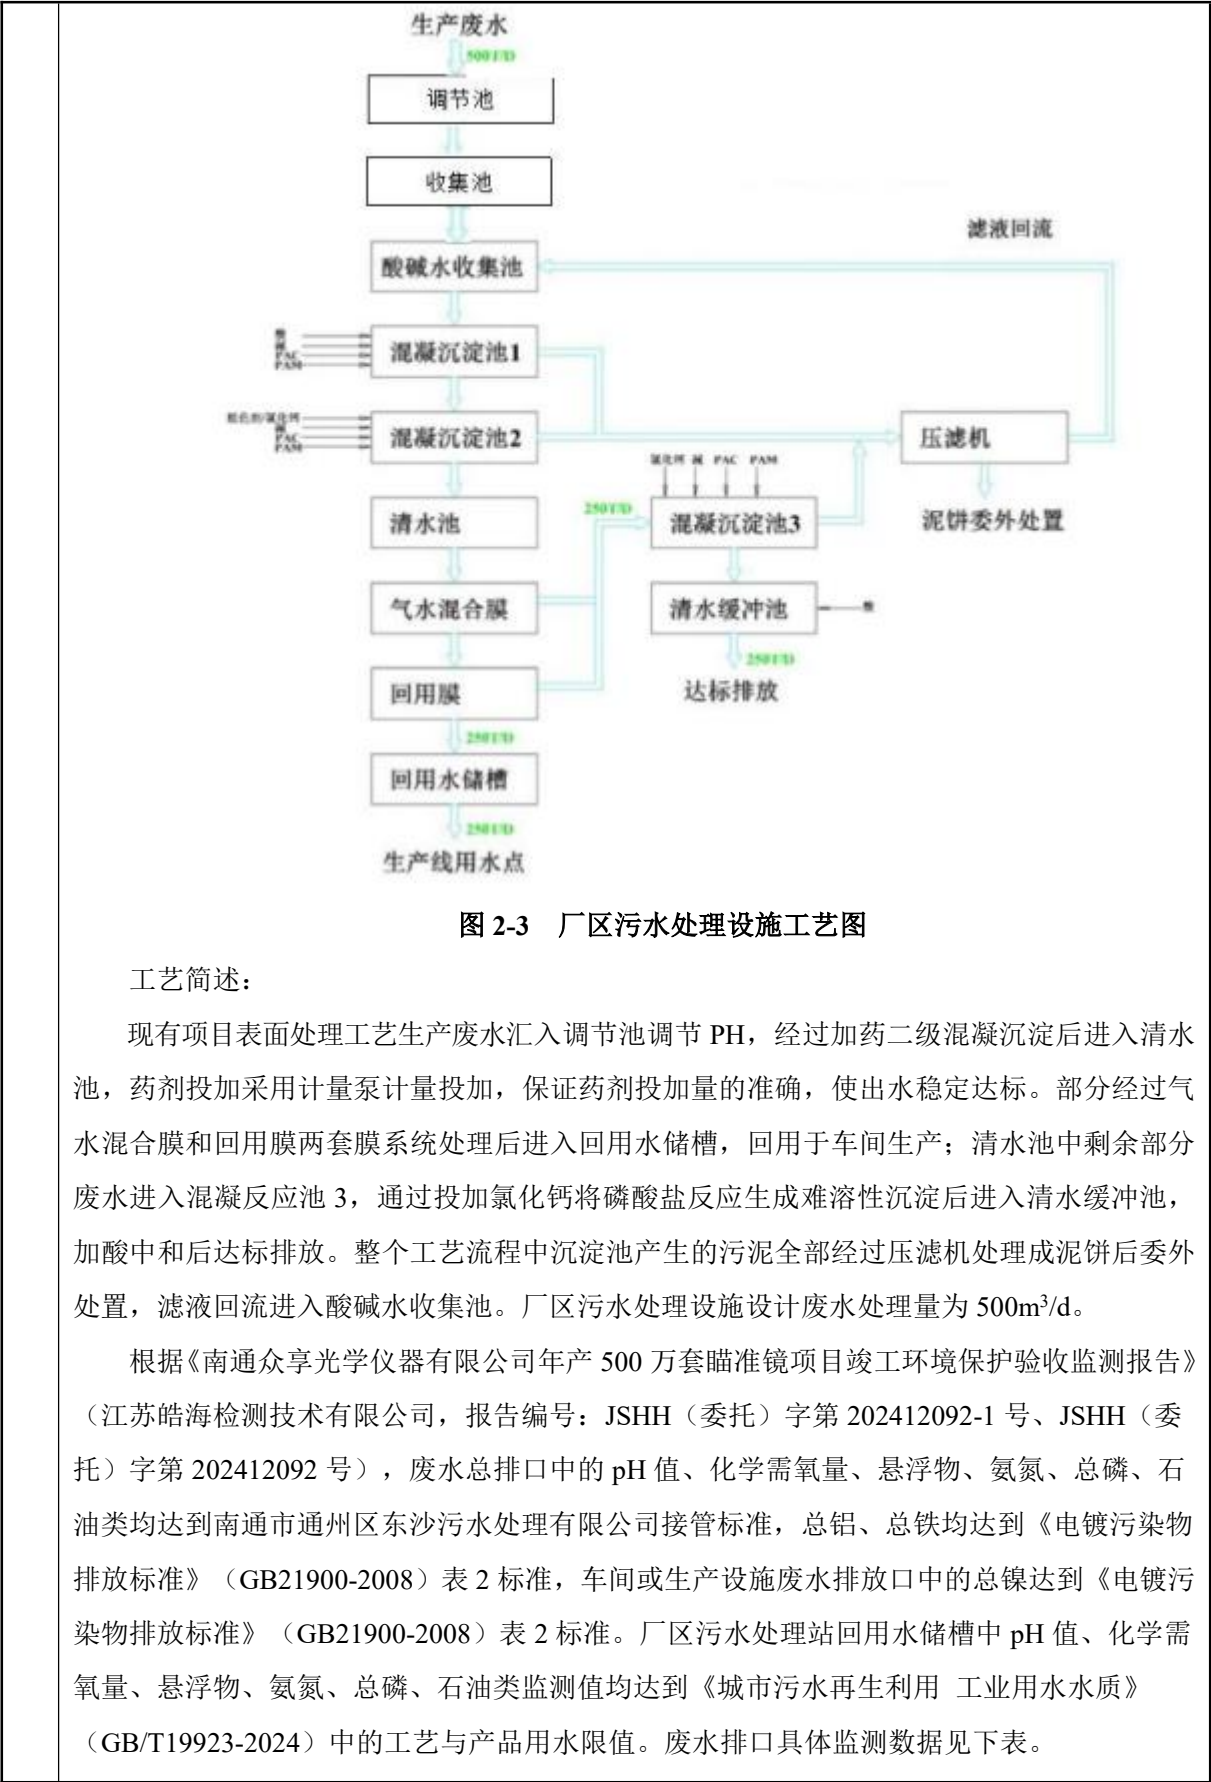 生产废水
500T/D
调节池
收集池
滤液回流
酸碱水收集池
酸
碱
PAC
PAM
混凝沉淀池1
碱
PAC
PAM
混凝沉淀池2
压滤机
氯化钙 碱 PAC PAM
清水池
250T/D
混凝沉淀池3
泥饼委外处置
气水混合膜
清水缓冲池
酸
250T/D
回用膜
达标排放
250T/D
回用水储槽
250T/D
生产线用水点
图 2-3 厂区污水处理设施工艺图
工艺简述：
现有项目表面处理工艺生产废水汇入调节池调节 PH，经过加药二级混凝沉淀后进入清水
池，药剂投加采用计量泵计量投加，保证药剂投加量的准确，使出水稳定达标。部分经过气
水混合膜和回用膜两套膜系统处理后进入回用水储槽，回用于车间生产；清水池中剩余部分
废水进入混凝反应池 3，通过投加氯化钙将磷酸盐反应生成难溶性沉淀后进入清水缓冲池，
加酸中和后达标排放。整个工艺流程中沉淀池产生的污泥全部经过压滤机处理成泥饼后委外
处置，滤液回流进入酸碱水收集池。厂区污水处理设施设计废水处理量为 500m³/d。
根据《南通众享光学仪器有限公司年产 500 万套瞄准镜项目竣工环境保护验收监测报告》
（江苏皓海检测技术有限公司，报告编号：JSHH（委托）字第 202412092-1 号、JSHH（委
托）字第 202412092 号），废水总排口中的 pH 值、化学需氧量、悬浮物、氨氮、总磷、石
油类均达到南通市通州区东沙污水处理有限公司接管标准，总铝、总铁均达到《电镀污染物
排放标准》（GB21900-2008）表 2 标准，车间或生产设施废水排放口中的总镍达到《电镀污
染物排放标准》（GB21900-2008）表 2 标准。厂区污水处理站回用水储槽中 pH 值、化学需
氧量、悬浮物、氨氮、总磷、石油类监测值均达到《城市污水再生利用 工业用水水质》
（GB/T19923-2024）中的工艺与产品用水限值。废水排口具体监测数据见下表。